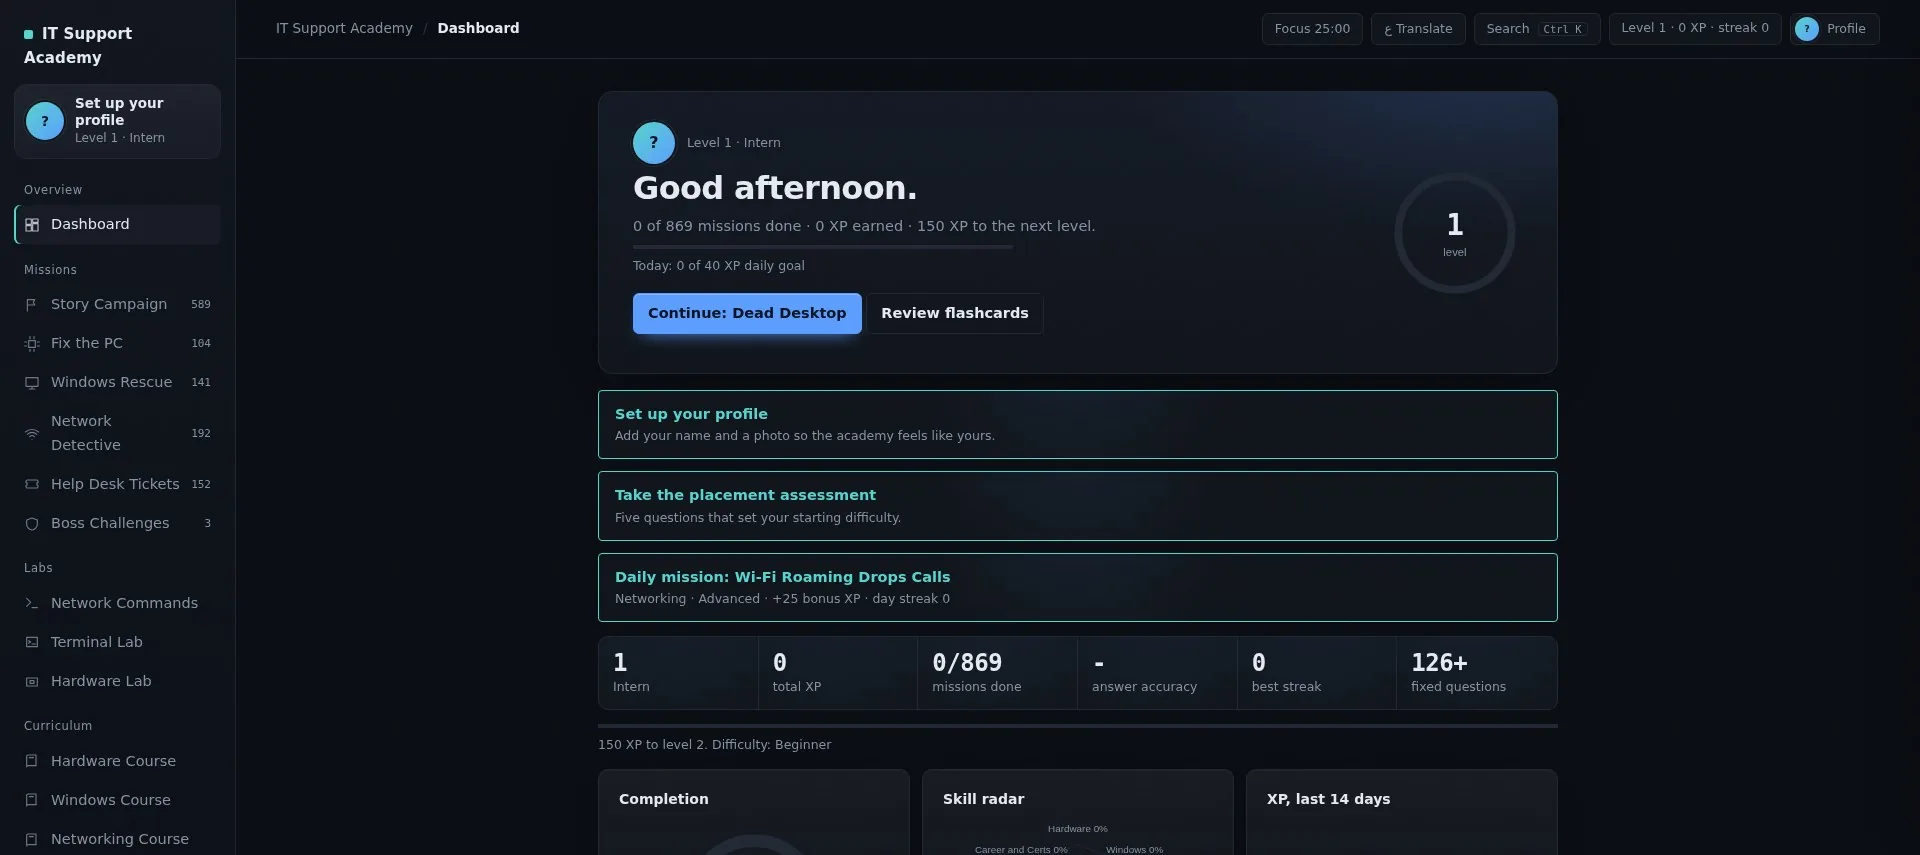 IT Support
Academy
Set up your
profile
Level 1 · Intern
?
Overview
Dashboard
Missions
Story Campaign 589
Fix the PC 104
Windows Rescue 141
Network
Detective 192
Help Desk Tickets 152
Boss Challenges 3
Labs
Network Commands
Terminal Lab
Hardware Lab
Curriculum
Hardware Course
Windows Course
Networking Course
IT Support Academy / Dashboard
Focus 25:00
ع Translate
Search Ctrl K
Level 1 · 0 XP · streak 0
? Profile
? Level 1 · Intern
Good afternoon.
0 of 869 missions done · 0 XP earned · 150 XP to the next level.
Today: 0 of 40 XP daily goal
Continue: Dead Desktop
Review flashcards
1
level
Set up your profile
Add your name and a photo so the academy feels like yours.
Take the placement assessment
Five questions that set your starting difficulty.
Daily mission: Wi-Fi Roaming Drops Calls
Networking · Advanced · +25 bonus XP · day streak 0
1
Intern
0
total XP
0/869
missions done
-
answer accuracy
0
best streak
126+
fixed questions
150 XP to level 2. Difficulty: Beginner
Completion
Skill radar
Hardware 0%
Career and Certs 0%
Windows 0%
XP, last 14 days